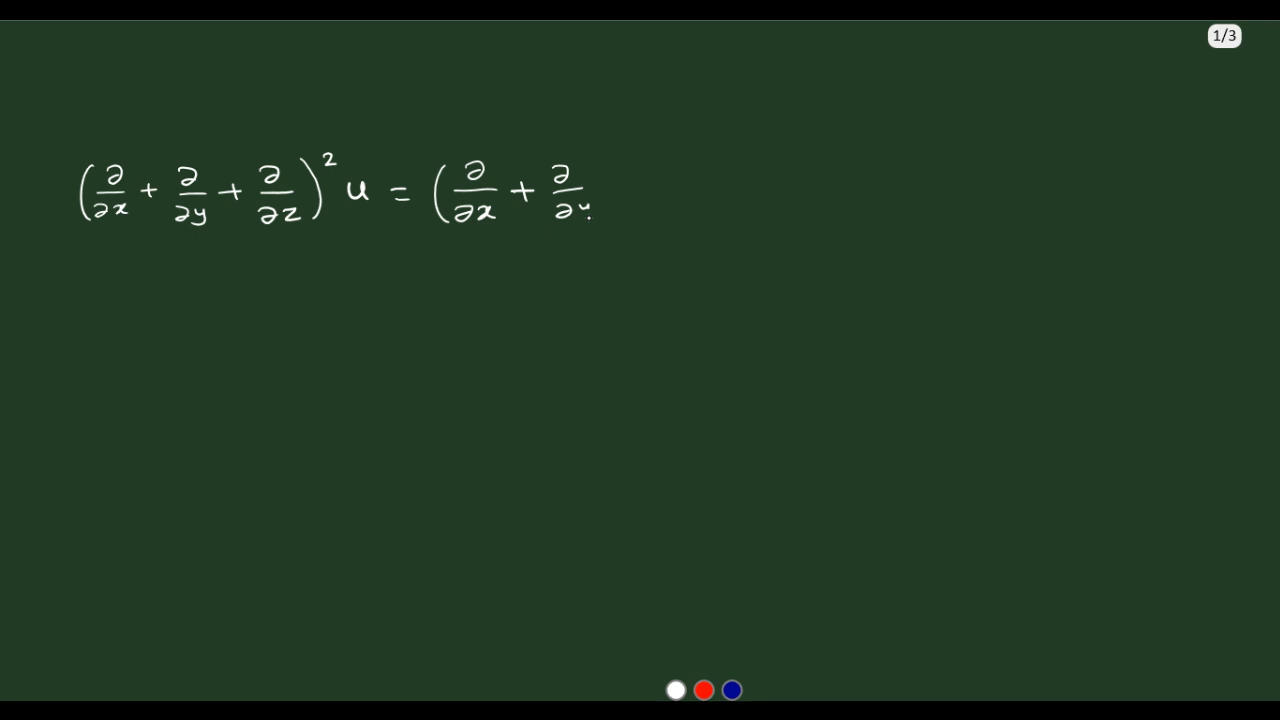 1/3
(∂/∂x + ∂/∂y + ∂/∂z)² u = (∂/∂x + ∂/∂y